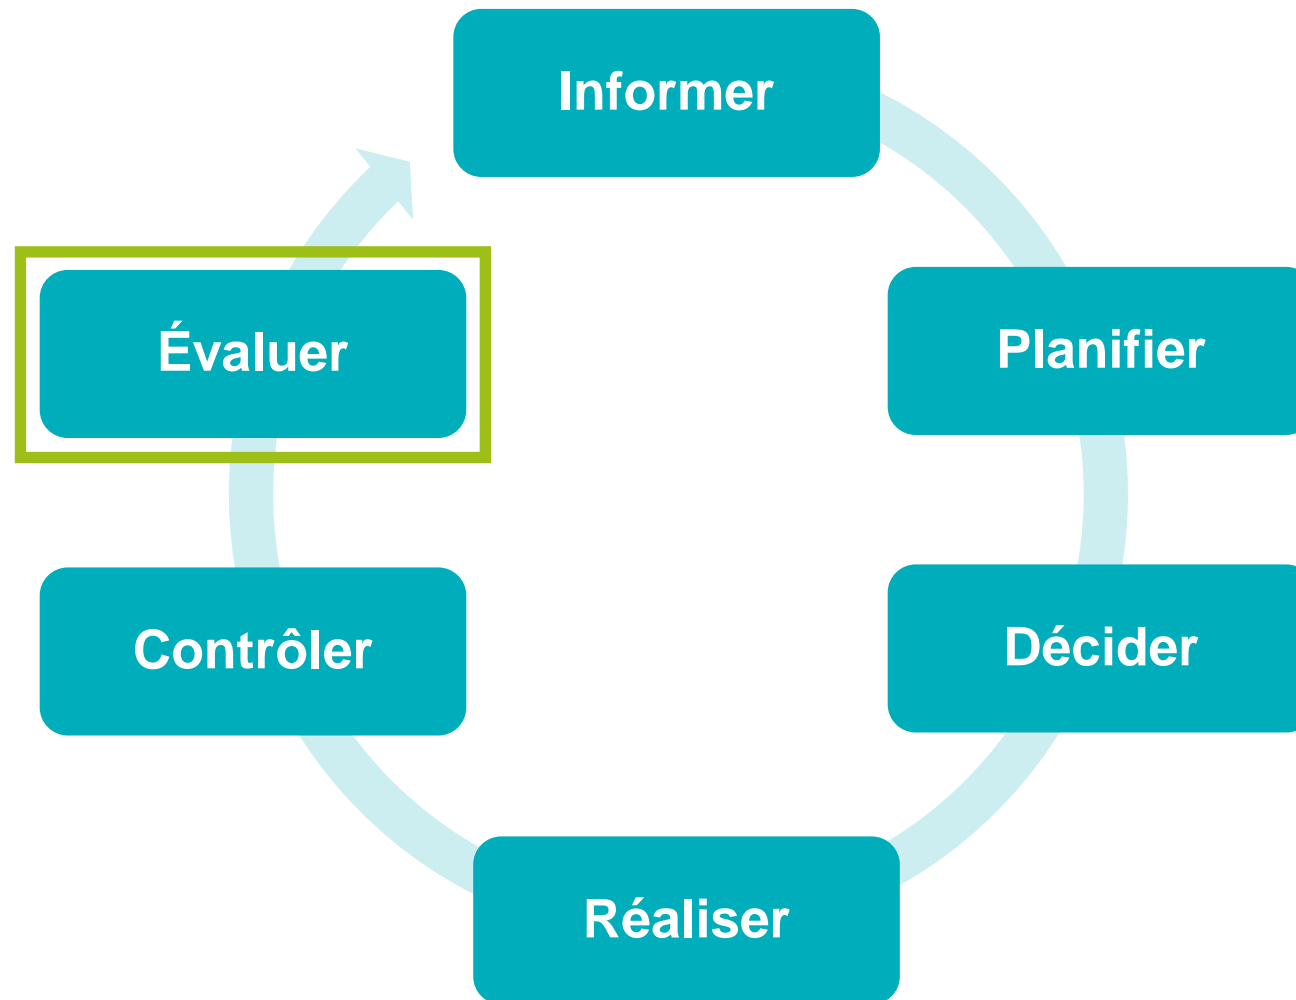 Informer
Planifier
Décider
Réaliser
Contrôler
Évaluer